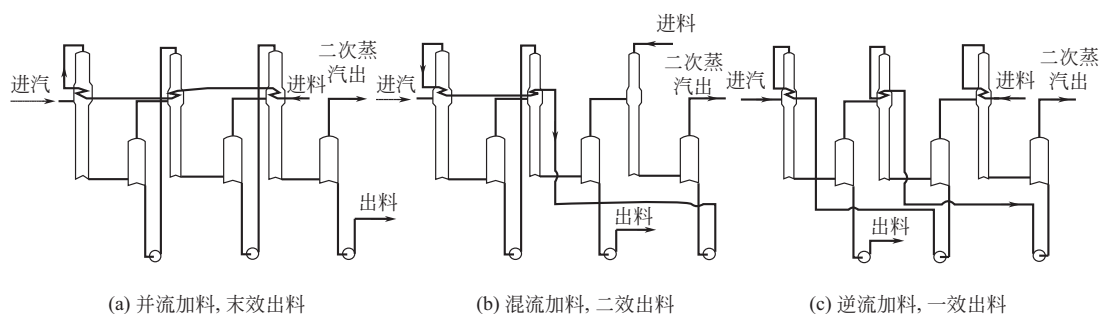 进汽
进料
二次蒸
汽出
出料
(a) 并流加料, 末效出料
进汽
进料
二次蒸
汽出
出料
(b) 混流加料, 二效出料
进汽
进料
二次蒸
汽出
出料
(c) 逆流加料, 一效出料